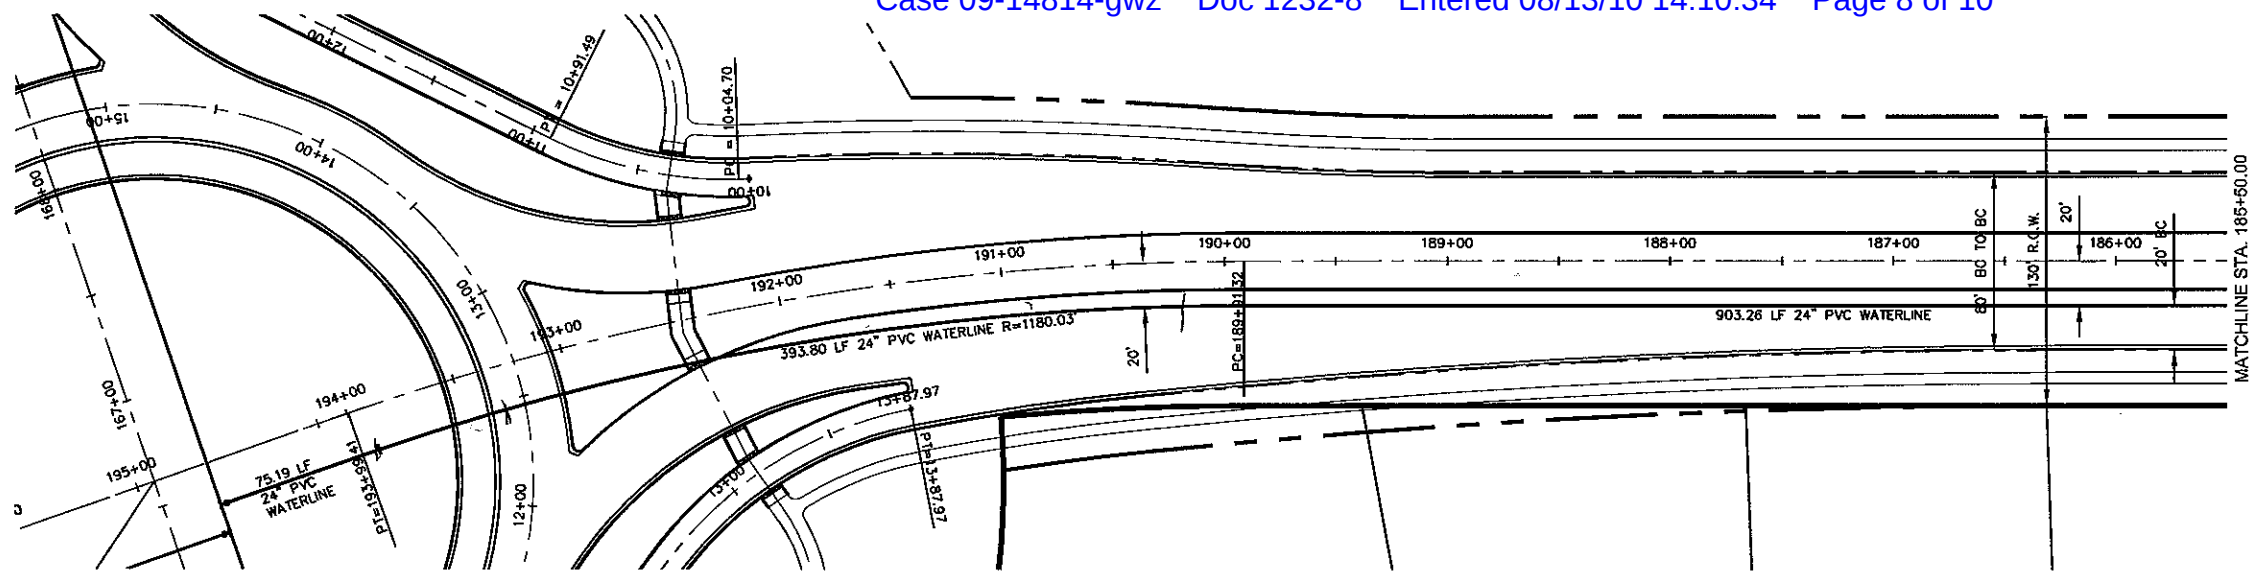 Case 09-14814-gwz Doc 1232-8 Entered 08/13/10 14:10:34 Page 8 of 10
12+00
10+91.49
11+00
PC = 10+04.70
10+00
15+00
14+00
168+00
167+00
13+00
12+00
190+00
189+00
188+00
187+00
186+00
191+00
192+00
193+00
194+00
195+00
80' BC TO BC
130' R.O.W.
20'
20' BC
MATCHLINE STA. 185+50.00
903.26 LF 24" PVC WATERLINE
393.80 LF 24" PVC WATERLINE R=1180.03'
20'
PC=189+91.32
13+87.97
PT=13+87.97
13+00
75.19 LF
24" PVC
WATERLINE
PT=193+99.41